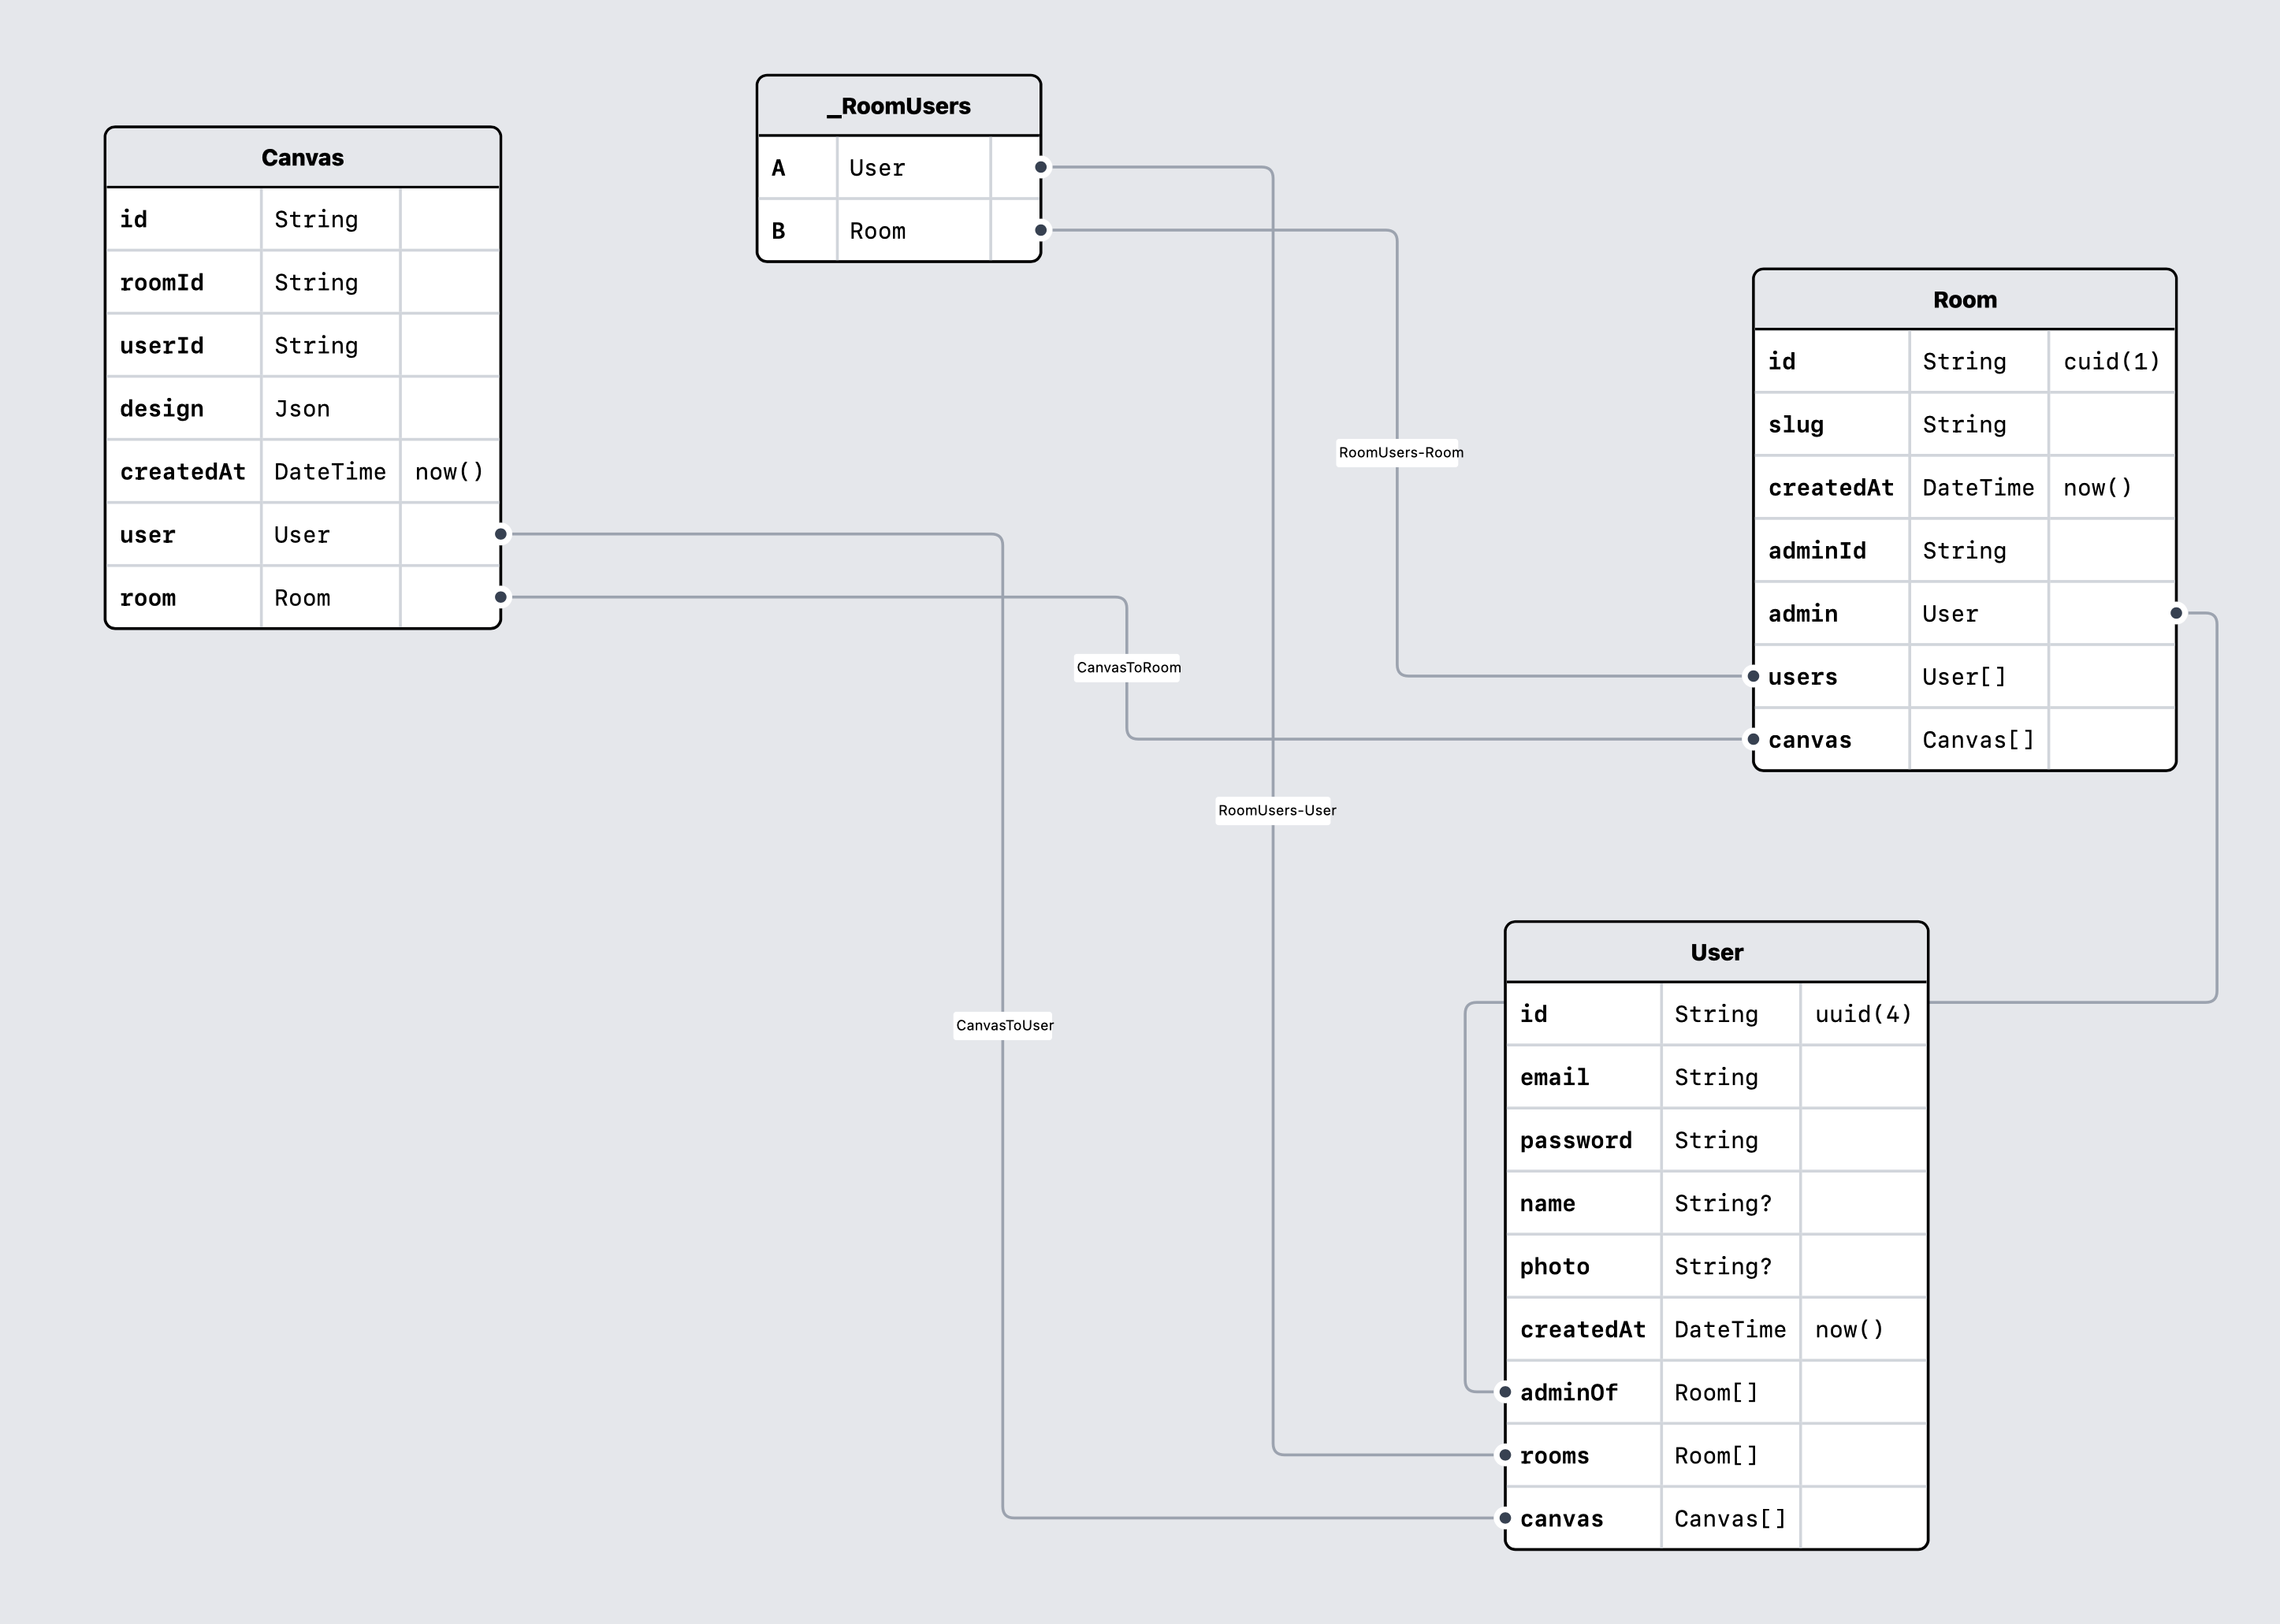 _RoomUsers
A User
B Room
Canvas
id String
roomId String
userId String
design Json
createdAt DateTime now()
user User
room Room
Room
id String cuid(1)
slug String
createdAt DateTime now()
adminId String
admin User
users User[]
canvas Canvas[]
RoomUsers-Room
CanvasToRoom
RoomUsers-User
CanvasToUser
User
id String uuid(4)
email String
password String
name String?
photo String?
createdAt DateTime now()
adminOf Room[]
rooms Room[]
canvas Canvas[]